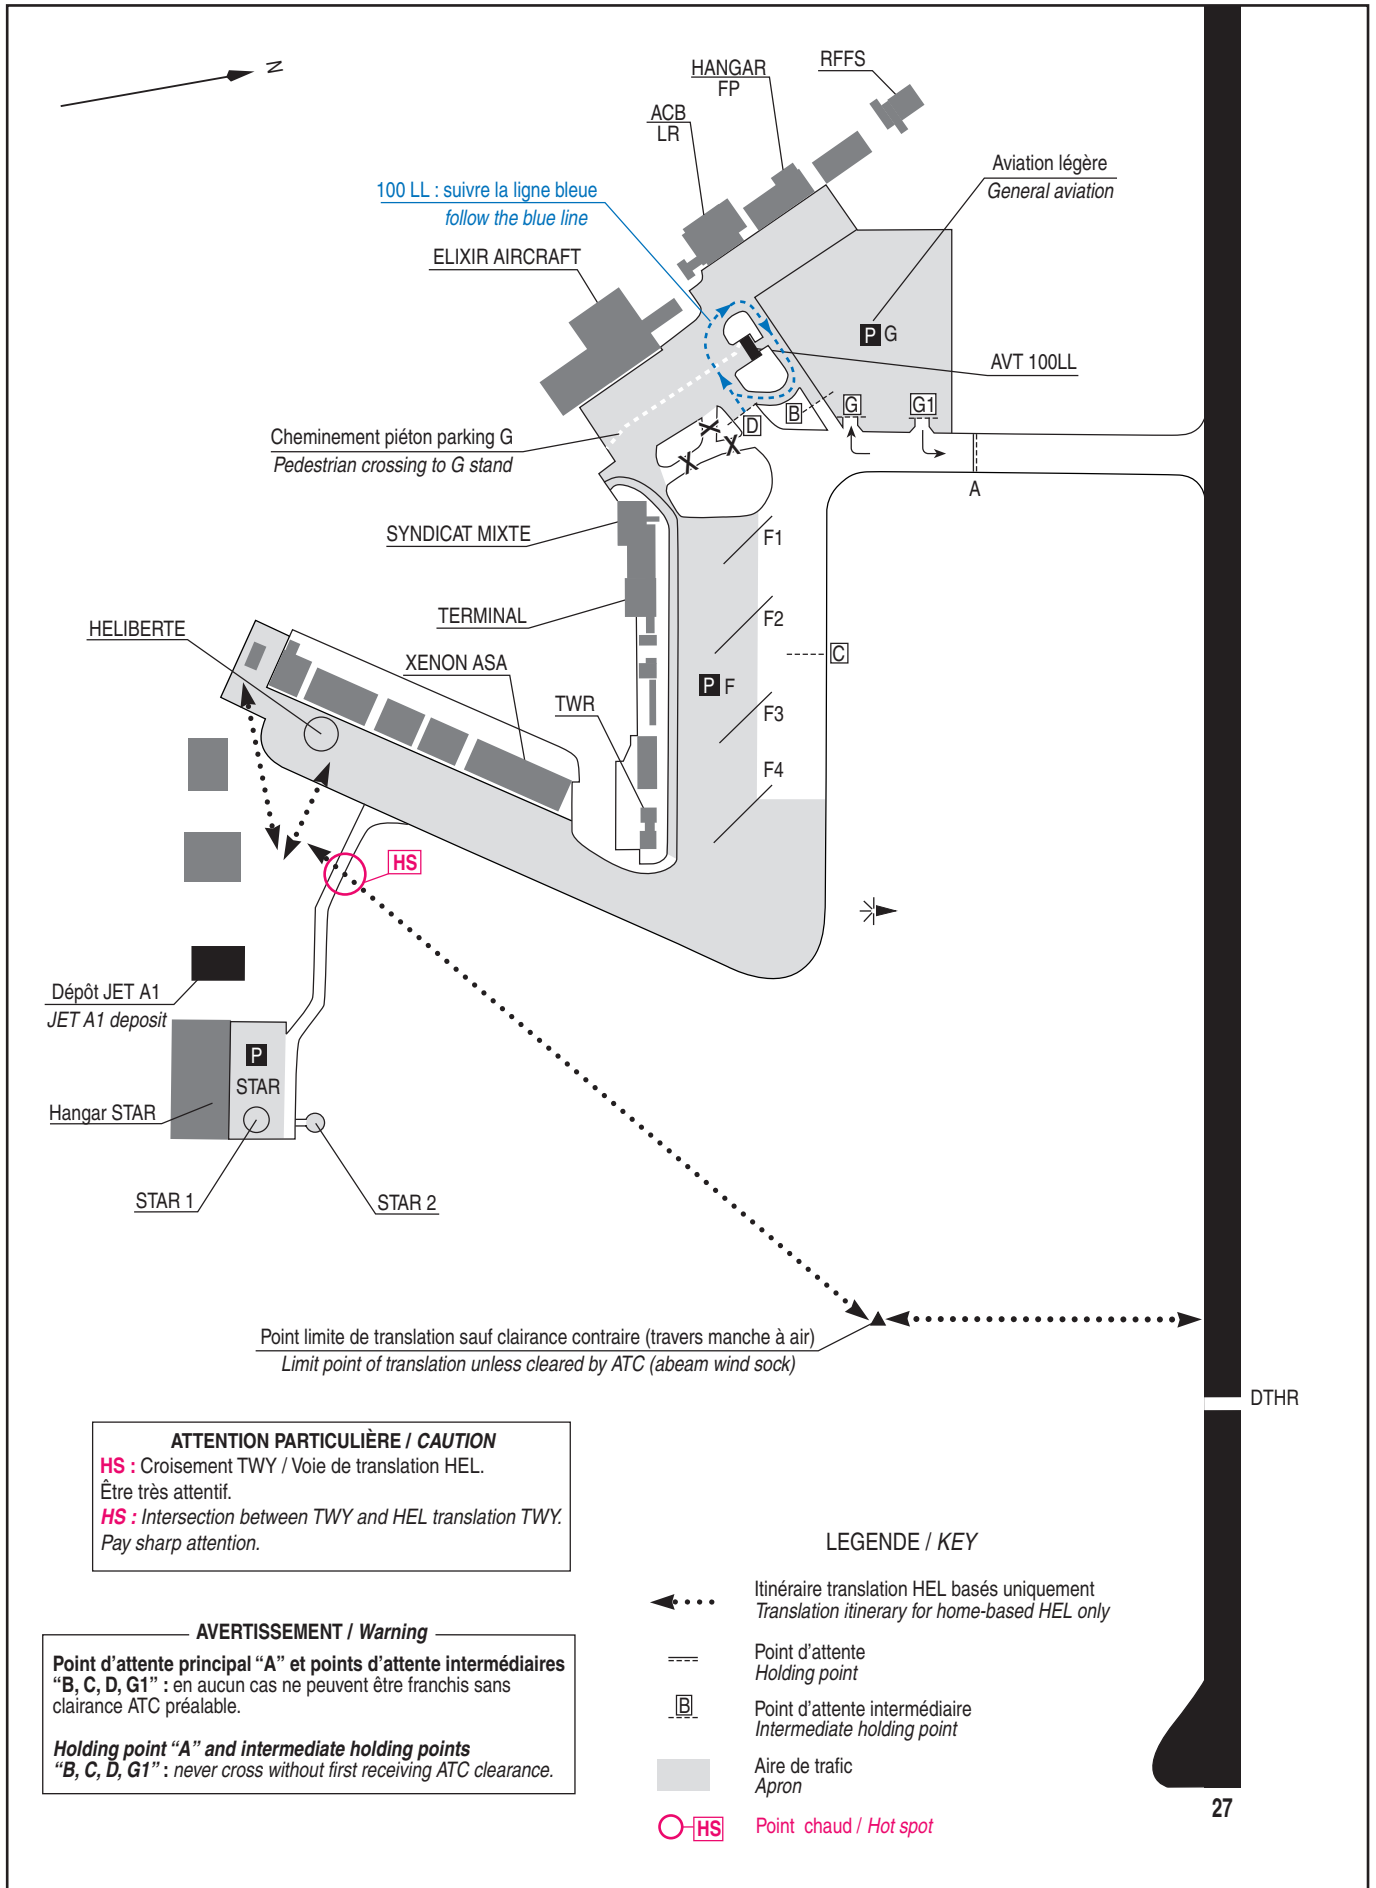 N
HANGAR
FP
RFFS
ACB
LR
Aviation légère
General aviation
100 LL : suivre la ligne bleue
follow the blue line
ELIXIR AIRCRAFT
P G
AVT 100LL
G
G1
B
D
Cheminement piéton parking G
Pedestrian crossing to G stand
A
SYNDICAT MIXTE
F1
TERMINAL
F2
HELIBERTE
C
XENON ASA
P F
TWR
F3
F4
HS
Dépôt JET A1
JET A1 deposit
P
STAR
Hangar STAR
STAR 1
STAR 2
Point limite de translation sauf clairance contraire (travers manche à air)
Limit point of translation unless cleared by ATC (abeam wind sock)
DTHR
ATTENTION PARTICULIÈRE / CAUTION
HS : Croisement TWY / Voie de translation HEL.
Être très attentif.
HS : Intersection between TWY and HEL translation TWY.
Pay sharp attention.
AVERTISSEMENT / Warning
Point d'attente principal “A” et points d'attente intermédiaires
“B, C, D, G1” : en aucun cas ne peuvent être franchis sans
clairance ATC préalable.
Holding point “A” and intermediate holding points
“B, C, D, G1” : never cross without first receiving ATC clearance.
LEGENDE / KEY
Itinéraire translation HEL basés uniquement
Translation itinerary for home-based HEL only
Point d'attente
Holding point
B
Point d'attente intermédiaire
Intermediate holding point
Aire de trafic
Apron
HS
Point chaud / Hot spot
27